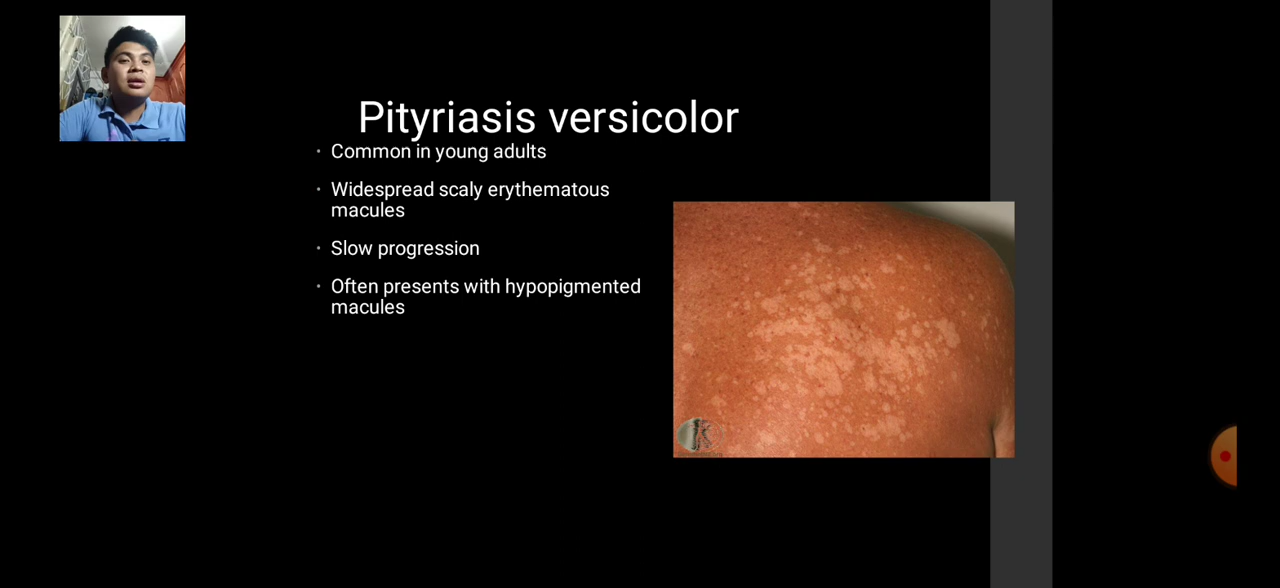 Pityriasis versicolor
· Common in young adults
· Widespread scaly erythematous
macules
· Slow progression
· Often presents with hypopigmented
macules